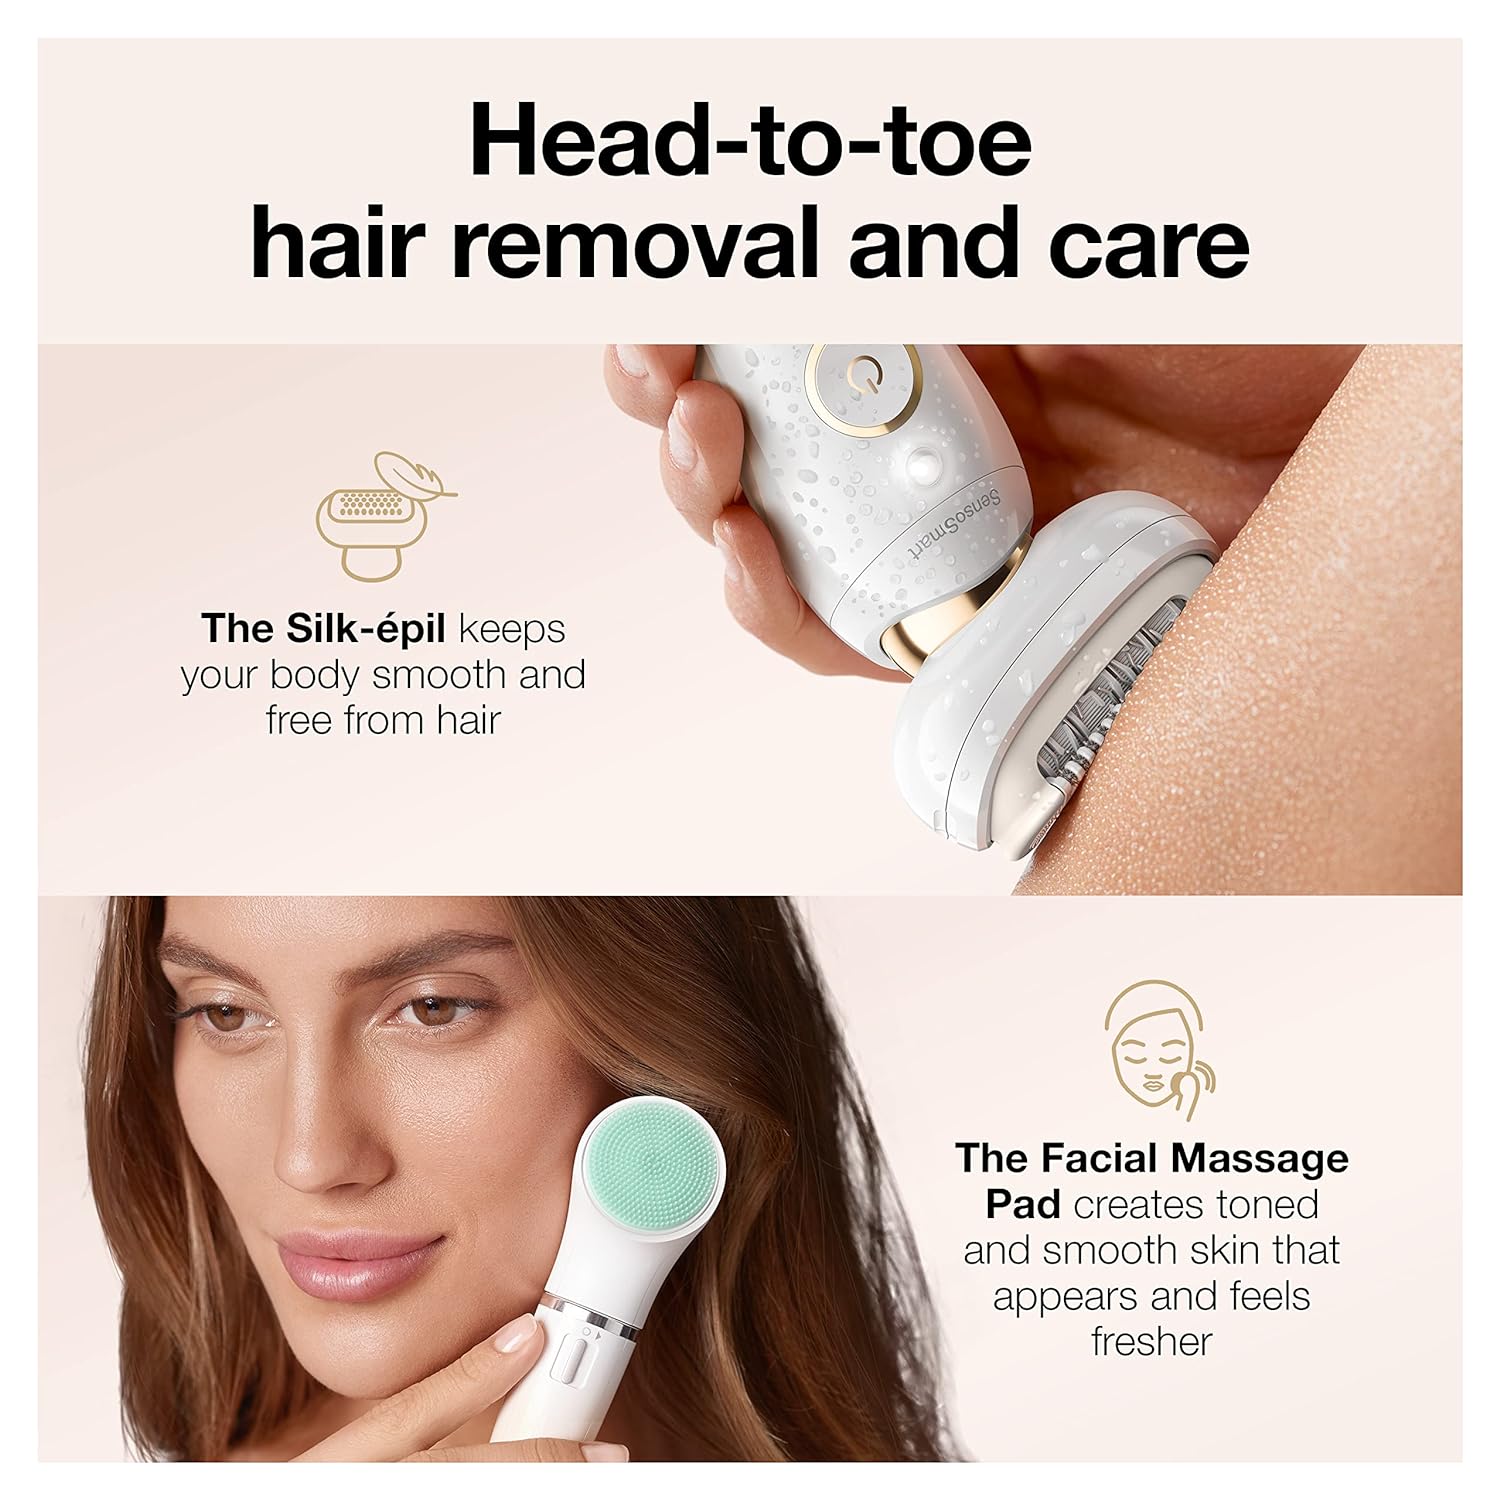 Head-to-toe
hair removal and care
SensoSmart
The Silk-épil keeps
your body smooth and
free from hair
The Facial Massage
Pad creates toned
and smooth skin that
appears and feels
fresher